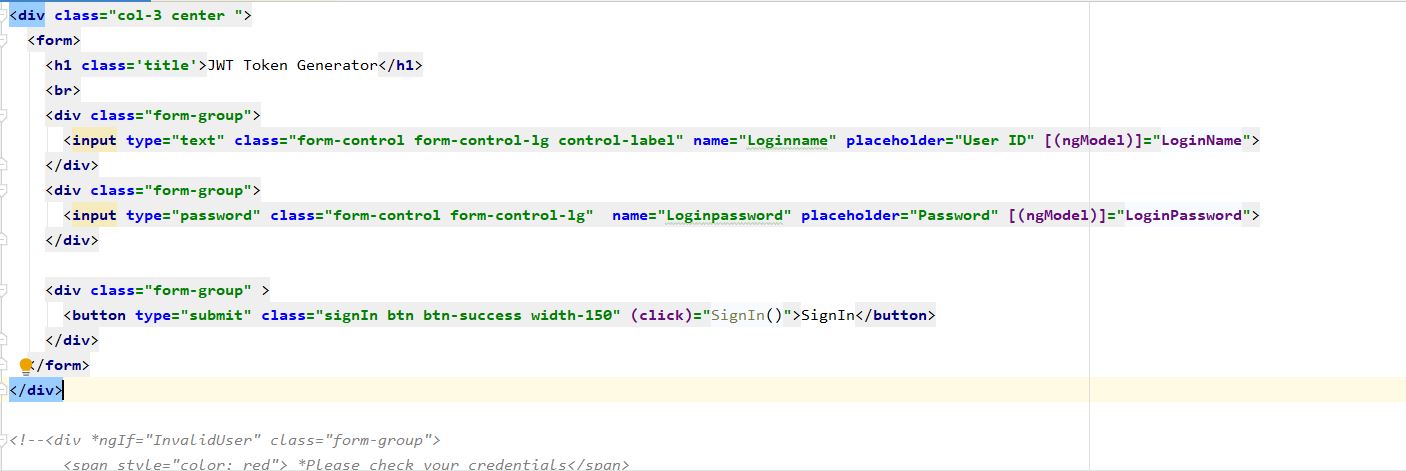 <div class="col-3 center ">
<form>
<h1 class='title'>JWT Token Generator</h1>
<br>
<div class="form-group">
<input type="text" class="form-control form-control-lg control-label" name="Loginname" placeholder="User ID" [(ngModel)]="LoginName">
</div>
<div class="form-group">
<input type="password" class="form-control form-control-lg"  name="Loginpassword" placeholder="Password" [(ngModel)]="LoginPassword">
</div>
<div class="form-group" >
<button type="submit" class="signIn btn btn-success width-150" (click)="SignIn()">SignIn</button>
</div>
</form>
</div>
<!--<div *ngIf="InvalidUser" class="form-group">
<span style="color: red"> *Please check your credentials</span>